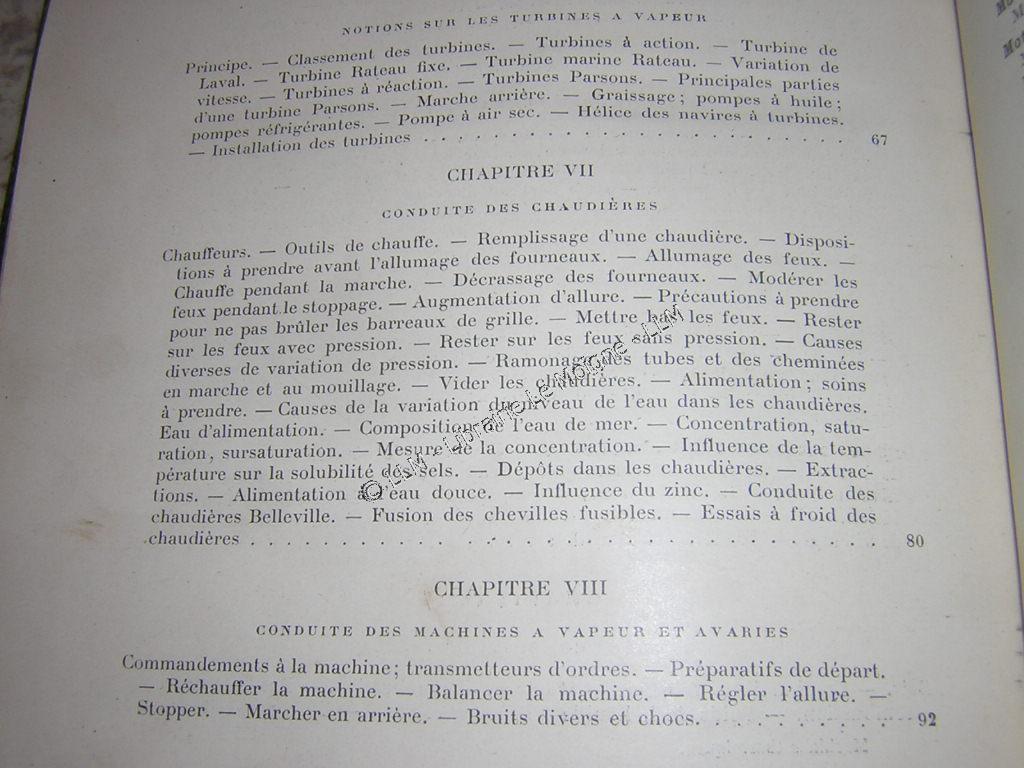 NOTIONS SUR LES TURBINES A VAPEUR
Principe. — Classement des turbines. — Turbines à action. — Turbine de
Laval. — Turbine Rateau fixe. — Turbine marine Rateau. — Variation de
vitesse. — Turbines à réaction. — Turbines Parsons. — Principales parties
d'une turbine Parsons. — Marche arrière. — Graissage; pompes à huile;
pompes réfrigérantes. — Pompe à air sec. — Hélice des navires à turbines.
— Installation des turbines . . . . . . . . . . . . . . . . . . . . . . 67
CHAPITRE VII
CONDUITE DES CHAUDIÈRES
Chauffeurs. — Outils de chauffe. — Remplissage d'une chaudière. — Disposi-
tions à prendre avant l'allumage des fourneaux. — Allumage des feux. —
Chauffe pendant la marche. — Décrassage des fourneaux. — Modérer les
feux pendant le stoppage. — Augmentation d'allure. — Précautions à prendre
pour ne pas brûler les barreaux de grille. — Mettre bas les feux. — Rester
sur les feux avec pression. — Rester sur les feux sans pression. — Causes
diverses de variation de pression. — Ramonage des tubes et des cheminées
en marche et au mouillage. — Vider les chaudières. — Alimentation; soins
à prendre. — Causes de la variation du niveau de l'eau dans les chaudières.
Eau d'alimentation. — Composition de l'eau de mer. — Concentration, satu-
ration, sursaturation. — Mesure de la concentration. — Influence de la tem-
pérature sur la solubilité des sels. — Dépôts dans les chaudières. — Extrac-
tions. — Alimentation à l'eau douce. — Influence du zinc. — Conduite des
chaudières Belleville. — Fusion des chevilles fusibles. — Essais à froid des
chaudières . . . . . . . . . . . . . . . . . . . . . . . . . . . . . 80
CHAPITRE VIII
CONDUITE DES MACHINES A VAPEUR ET AVARIES
Commandements à la machine; transmetteurs d'ordres. — Préparatifs de départ.
— Réchauffer la machine. — Balancer la machine. — Régler l'allure. —
Stopper. — Marcher en arrière. — Bruits divers et chocs. . . . . . . . . . 92
©.LLM - Librairie Le Moigne - LLM